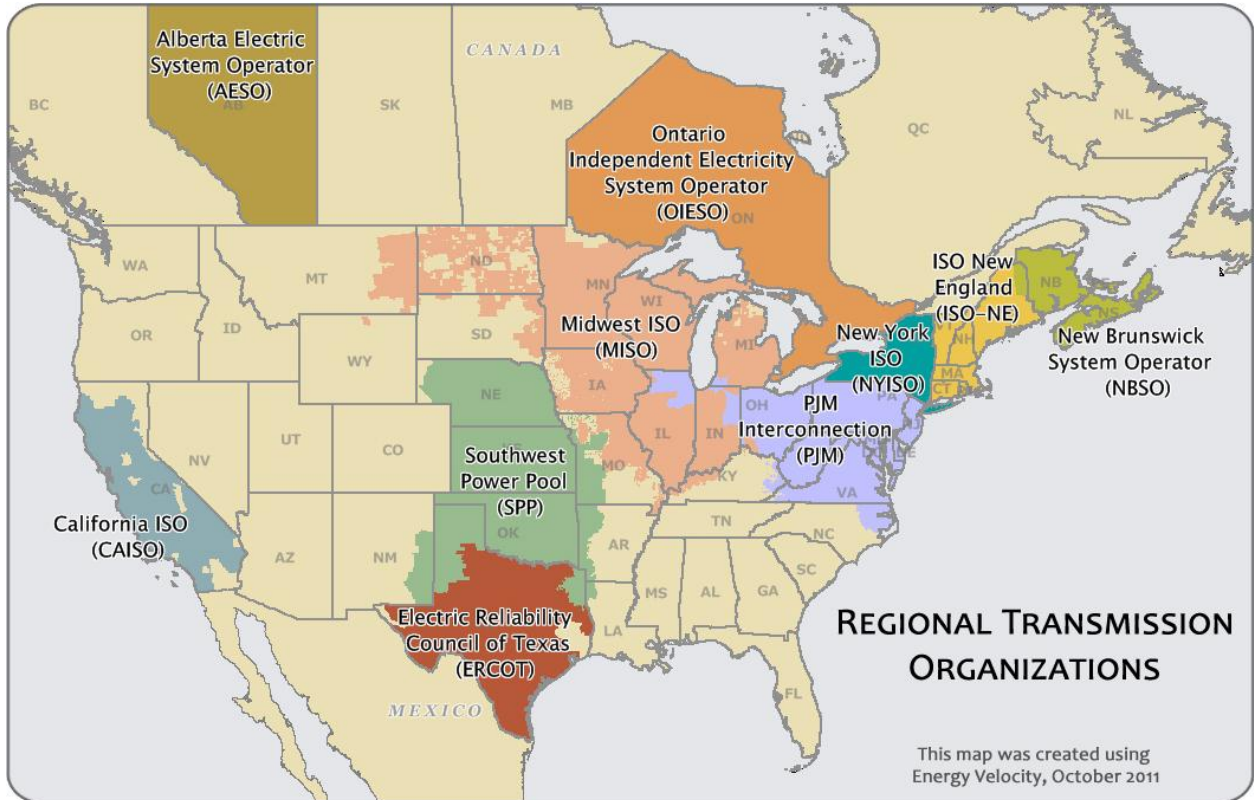 Alberta Electric
System Operator
(AESO)
AB
CANADA
BC
SK
MB
QC
NL
Ontario
Independent Electricity
System Operator
(OIESO)
ON
WA
MT
ND
MN
WI
ISO New
England
(ISO-NE)
NB
NS
OR
ID
SD
Midwest ISO
(MISO)
MI
New York
ISO
(NYISO)
NH
New Brunswick
System Operator
(NBSO)
WY
NE
IA
MA
CT
PA
OH
PJM
Interconnection
(PJM)
NV
UT
CO
Southwest
Power Pool
(SPP)
IL
IN
MO
KY
VA
CA
California ISO
(CAISO)
AZ
NM
OK
AR
TN
NC
SC
MS
AL
GA
LA
FL
Electric Reliability
Council of Texas
(ERCOT)
MEXICO
REGIONAL TRANSMISSION
ORGANIZATIONS
This map was created using
Energy Velocity, October 2011